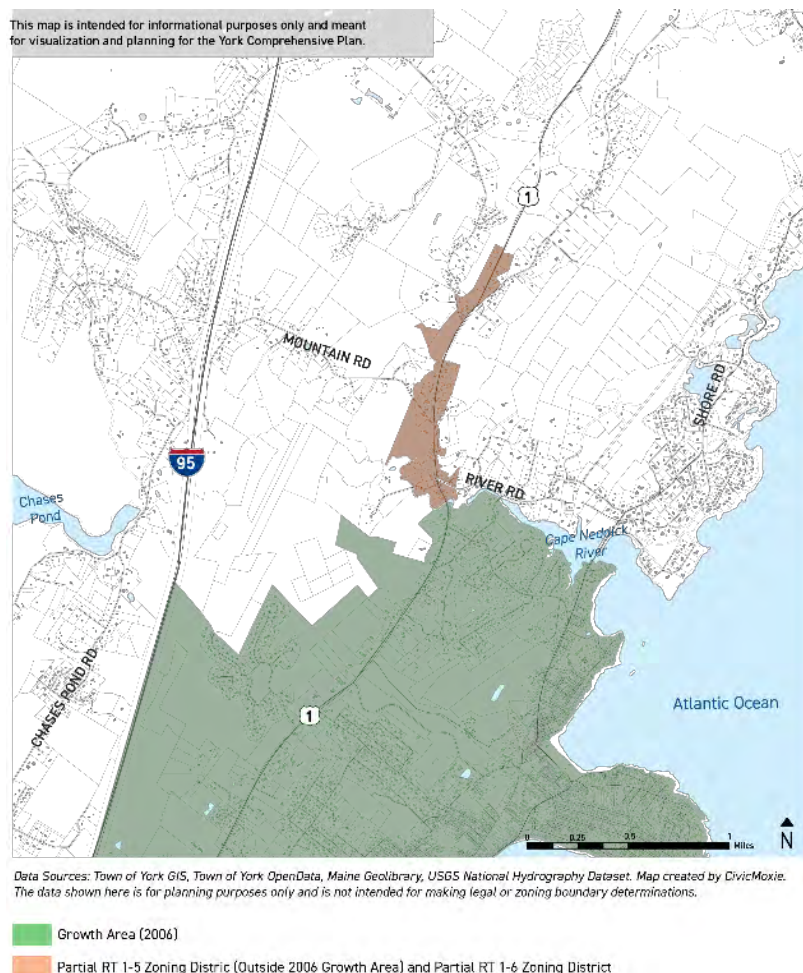 This map is intended for informational purposes only and meant
for visualization and planning for the York Comprehensive Plan.
1
MOUNTAIN RD
SHORE RD
95
RIVER RD
Chases
Pond
Cape Neddick
River
CHASES POND RD
1
Atlantic Ocean
0 0.25 0.5 1
Miles
N
Data Sources: Town of York GIS, Town of York OpenData, Maine Geolibrary, USGS National Hydrography Dataset. Map created by CivicMoxie.
The data shown here is for planning purposes only and is not intended for making legal or zoning boundary determinations.
Growth Area (2006)
Partial RT 1-5 Zoning Distric (Outside 2006 Growth Area) and Partial RT 1-6 Zoning District